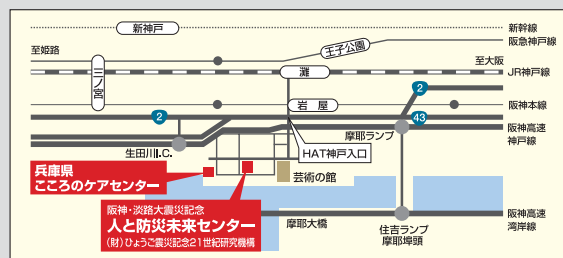 新神戸
新幹線
王子公園
阪急神戸線
至姫路
至大阪
三ノ宮
灘
JR神戸線
2
岩屋
阪神本線
2
43
摩耶ランプ
阪神高速
神戸線
生田川I.C.
HAT神戸入口
兵庫県
こころのケアセンター
芸術の館
阪神・淡路大震災記念
人と防災未来センター
(財)ひょうご震災記念21世紀研究機構
摩耶大橋
住吉ランプ
摩耶埠頭
阪神高速
湾岸線